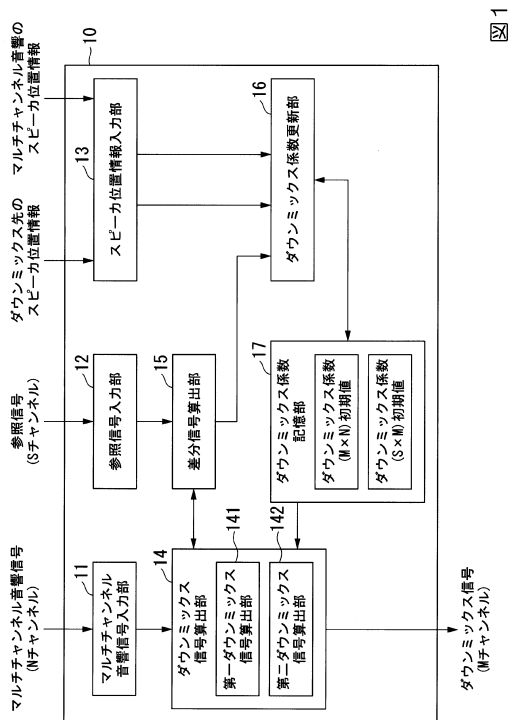 マルチチャンネル音響信号
(Nチャンネル)
参照信号
(Sチャンネル)
ダウンミックス先の
スピーカ位置情報
マルチチャンネル音響の
スピーカ位置情報
10
11
マルチチャンネル
音響信号入力部
12
参照信号入力部
13
スピーカ位置情報入力部
14
ダウンミックス
信号算出部
141
第一ダウンミックス
信号算出部
142
第二ダウンミックス
信号算出部
15
差分信号算出部
16
ダウンミックス係数更新部
17
ダウンミックス係数
記憶部
ダウンミックス係数
(M×N)初期値
ダウンミックス係数
(S×M)初期値
ダウンミックス信号
(Mチャンネル)
図1